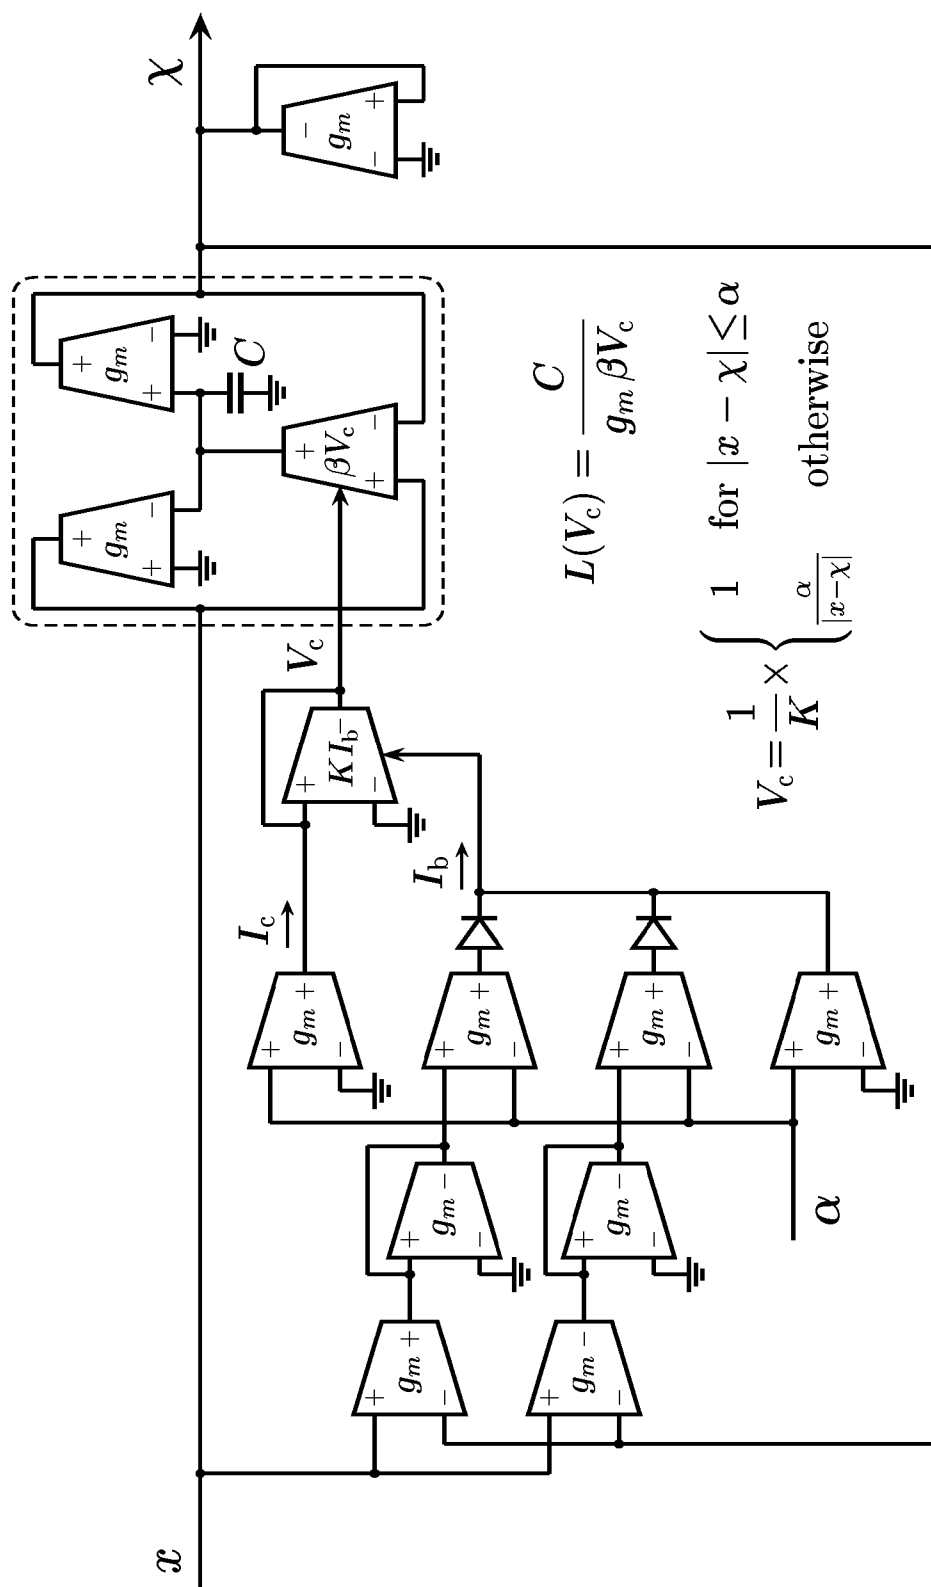 + +
g_m g_m
+ − + −
x χ
C
I_c V_c
+ g_m + −
+ KI_b − −
+ βV_c + −
− g_m − +
+ g_m + −
+ g_m − −
I_b
+ g_m + −
+ g_m − −
+ g_m − −
+ g_m + −
+ g_m + −
α
L(V_c) = C / (g_m βV_c)
V_c = 1/K × { 1 for |x − χ| ≤ α
α/|x−χ| otherwise